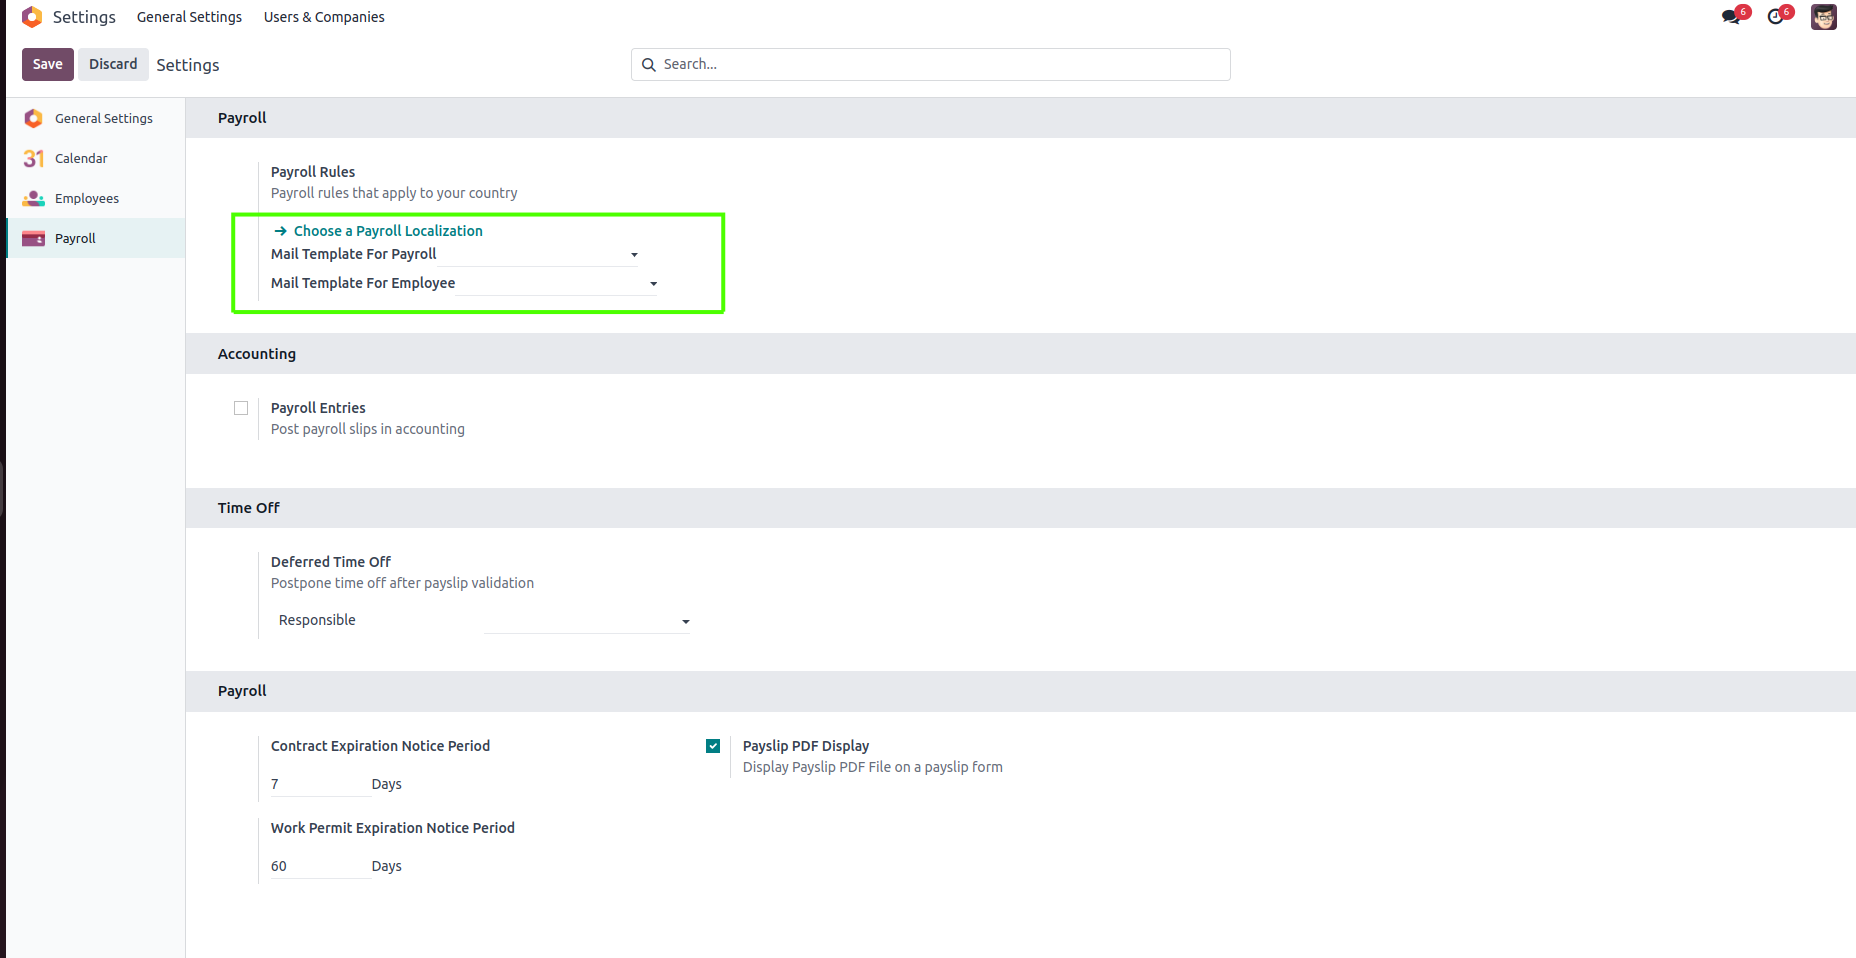 Settings General Settings Users & Companies 6 6
Save Discard Settings Search...
General Settings
31 Calendar
Employees
Payroll
Payroll
Payroll Rules
Payroll rules that apply to your country
→ Choose a Payroll Localization
Mail Template For Payroll
Mail Template For Employee
Accounting
Payroll Entries
Post payroll slips in accounting
Time Off
Deferred Time Off
Postpone time off after payslip validation
Responsible
Payroll
Contract Expiration Notice Period
7 Days
Payslip PDF Display
Display Payslip PDF File on a payslip form
Work Permit Expiration Notice Period
60 Days